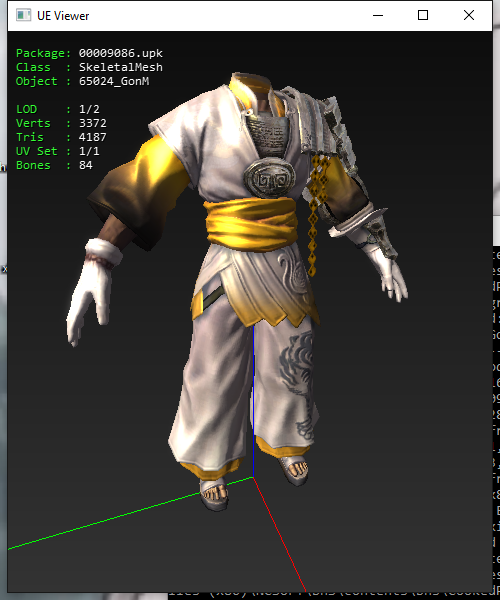 UE Viewer
Package: 00009086.upk
Class : SkeletalMesh
Object : 65024_GonM
LOD : 1/2
Verts : 3372
Tris : 4187
UV Set : 1/1
Bones : 84